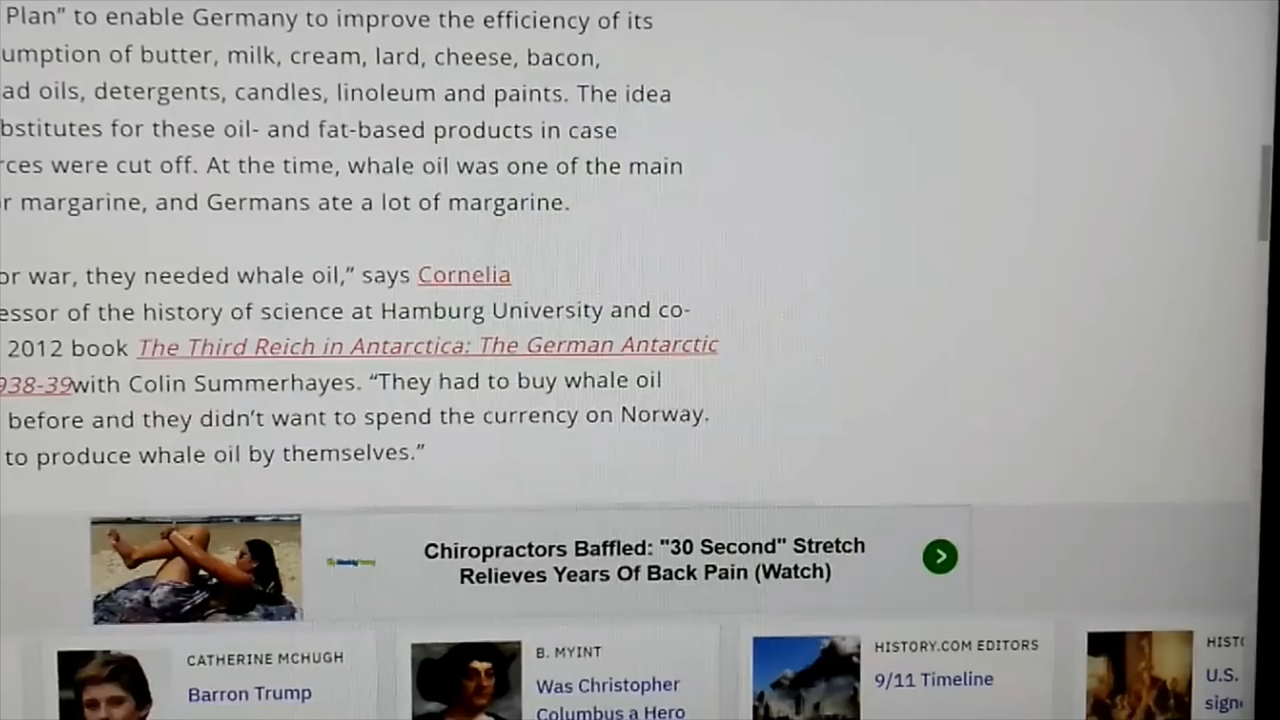 Plan” to enable Germany to improve the efficiency of its
umption of butter, milk, cream, lard, cheese, bacon,
ad oils, detergents, candles, linoleum and paints. The idea
bstitutes for these oil- and fat-based products in case
rces were cut off. At the time, whale oil was one of the main
r margarine, and Germans ate a lot of margarine.
or war, they needed whale oil,” says Cornelia
essor of the history of science at Hamburg University and co-
2012 book The Third Reich in Antarctica: The German Antarctic
938-39with Colin Summerhayes. “They had to buy whale oil
before and they didn’t want to spend the currency on Norway.
to produce whale oil by themselves.”
Chiropractors Baffled: "30 Second" Stretch
Relieves Years Of Back Pain (Watch)
CATHERINE MCHUGH
Barron Trump
B. MYINT
Was Christopher
Columbus a Hero
HISTORY.COM EDITORS
9/11 Timeline
HIST
U.S.
sign